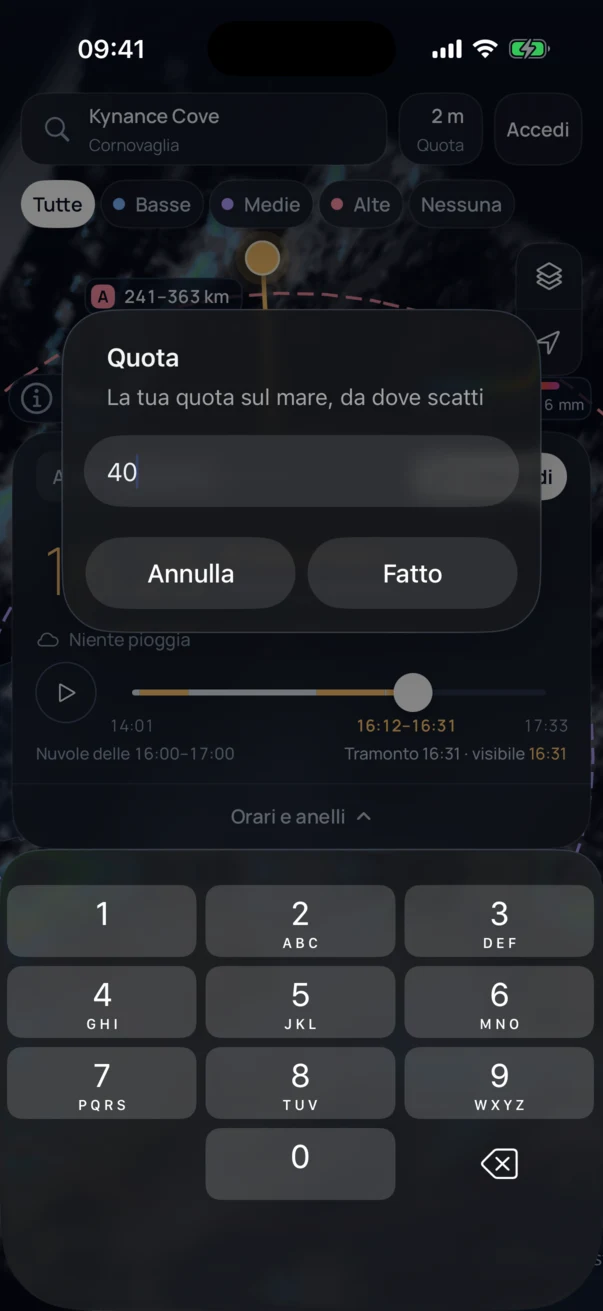 09:41
Kynance Cove
Cornovaglia
2 m
Quota
Accedi
Tutte
Basse
Medie
Alte
Nessuna
A 241–363 km
Quota
La tua quota sul mare, da dove scatti
6 mm
40
Annulla
Fatto
Niente pioggia
14:01
16:12–16:31
17:33
Nuvole delle 16:00–17:00
Tramonto 16:31 · visibile 16:31
Orari e anelli
1
2
ABC
3
DEF
4
GHI
5
JKL
6
MNO
7
PQRS
8
TUV
9
WXYZ
0